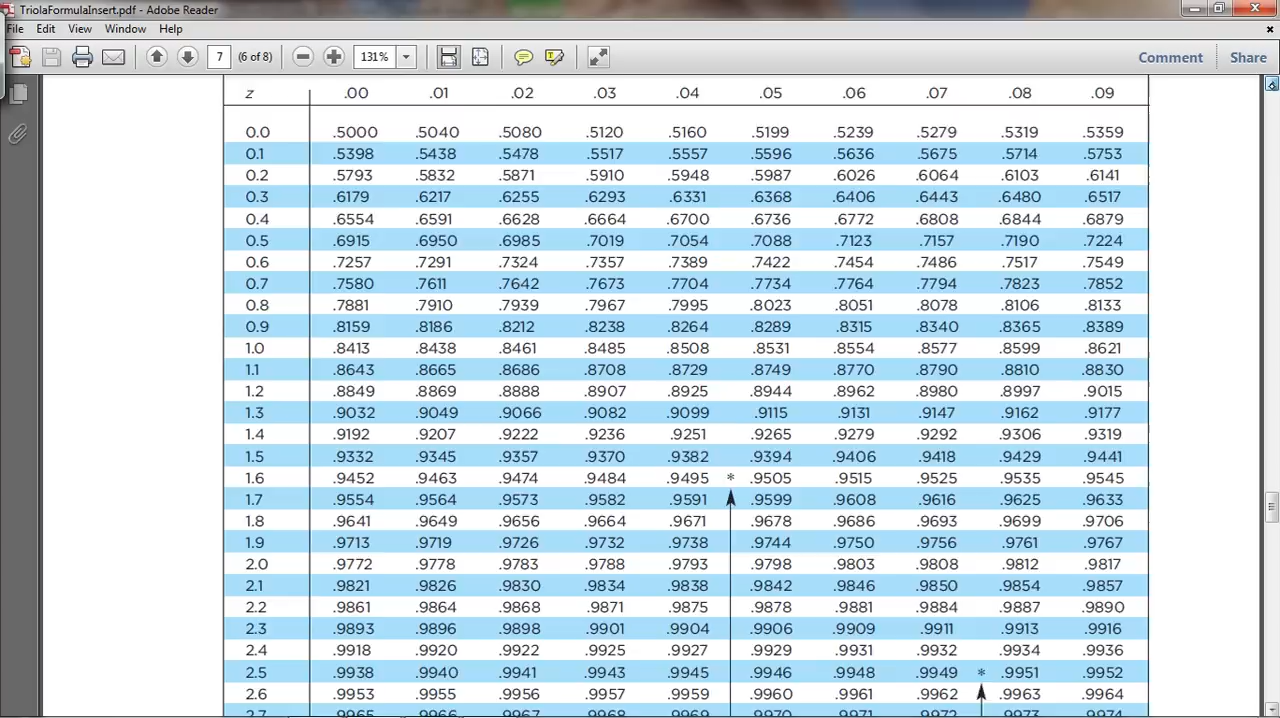 TriolaFormulaInsert.pdf - Adobe Reader
File Edit View Window Help
7 (6 of 8) 131% Comment Share
z .00 .01 .02 .03 .04 .05 .06 .07 .08 .09
0.0 .5000 .5040 .5080 .5120 .5160 .5199 .5239 .5279 .5319 .5359
0.1 .5398 .5438 .5478 .5517 .5557 .5596 .5636 .5675 .5714 .5753
0.2 .5793 .5832 .5871 .5910 .5948 .5987 .6026 .6064 .6103 .6141
0.3 .6179 .6217 .6255 .6293 .6331 .6368 .6406 .6443 .6480 .6517
0.4 .6554 .6591 .6628 .6664 .6700 .6736 .6772 .6808 .6844 .6879
0.5 .6915 .6950 .6985 .7019 .7054 .7088 .7123 .7157 .7190 .7224
0.6 .7257 .7291 .7324 .7357 .7389 .7422 .7454 .7486 .7517 .7549
0.7 .7580 .7611 .7642 .7673 .7704 .7734 .7764 .7794 .7823 .7852
0.8 .7881 .7910 .7939 .7967 .7995 .8023 .8051 .8078 .8106 .8133
0.9 .8159 .8186 .8212 .8238 .8264 .8289 .8315 .8340 .8365 .8389
1.0 .8413 .8438 .8461 .8485 .8508 .8531 .8554 .8577 .8599 .8621
1.1 .8643 .8665 .8686 .8708 .8729 .8749 .8770 .8790 .8810 .8830
1.2 .8849 .8869 .8888 .8907 .8925 .8944 .8962 .8980 .8997 .9015
1.3 .9032 .9049 .9066 .9082 .9099 .9115 .9131 .9147 .9162 .9177
1.4 .9192 .9207 .9222 .9236 .9251 .9265 .9279 .9292 .9306 .9319
1.5 .9332 .9345 .9357 .9370 .9382 .9394 .9406 .9418 .9429 .9441
1.6 .9452 .9463 .9474 .9484 .9495 * .9505 .9515 .9525 .9535 .9545
1.7 .9554 .9564 .9573 .9582 .9591 .9599 .9608 .9616 .9625 .9633
1.8 .9641 .9649 .9656 .9664 .9671 .9678 .9686 .9693 .9699 .9706
1.9 .9713 .9719 .9726 .9732 .9738 .9744 .9750 .9756 .9761 .9767
2.0 .9772 .9778 .9783 .9788 .9793 .9798 .9803 .9808 .9812 .9817
2.1 .9821 .9826 .9830 .9834 .9838 .9842 .9846 .9850 .9854 .9857
2.2 .9861 .9864 .9868 .9871 .9875 .9878 .9881 .9884 .9887 .9890
2.3 .9893 .9896 .9898 .9901 .9904 .9906 .9909 .9911 .9913 .9916
2.4 .9918 .9920 .9922 .9925 .9927 .9929 .9931 .9932 .9934 .9936
2.5 .9938 .9940 .9941 .9943 .9945 .9946 .9948 .9949 * .9951 .9952
2.6 .9953 .9955 .9956 .9957 .9959 .9960 .9961 .9962 .9963 .9964
2.7 .9965 .9966 .9967 .9968 .9969 .9970 .9971 .9972 .9973 .9974